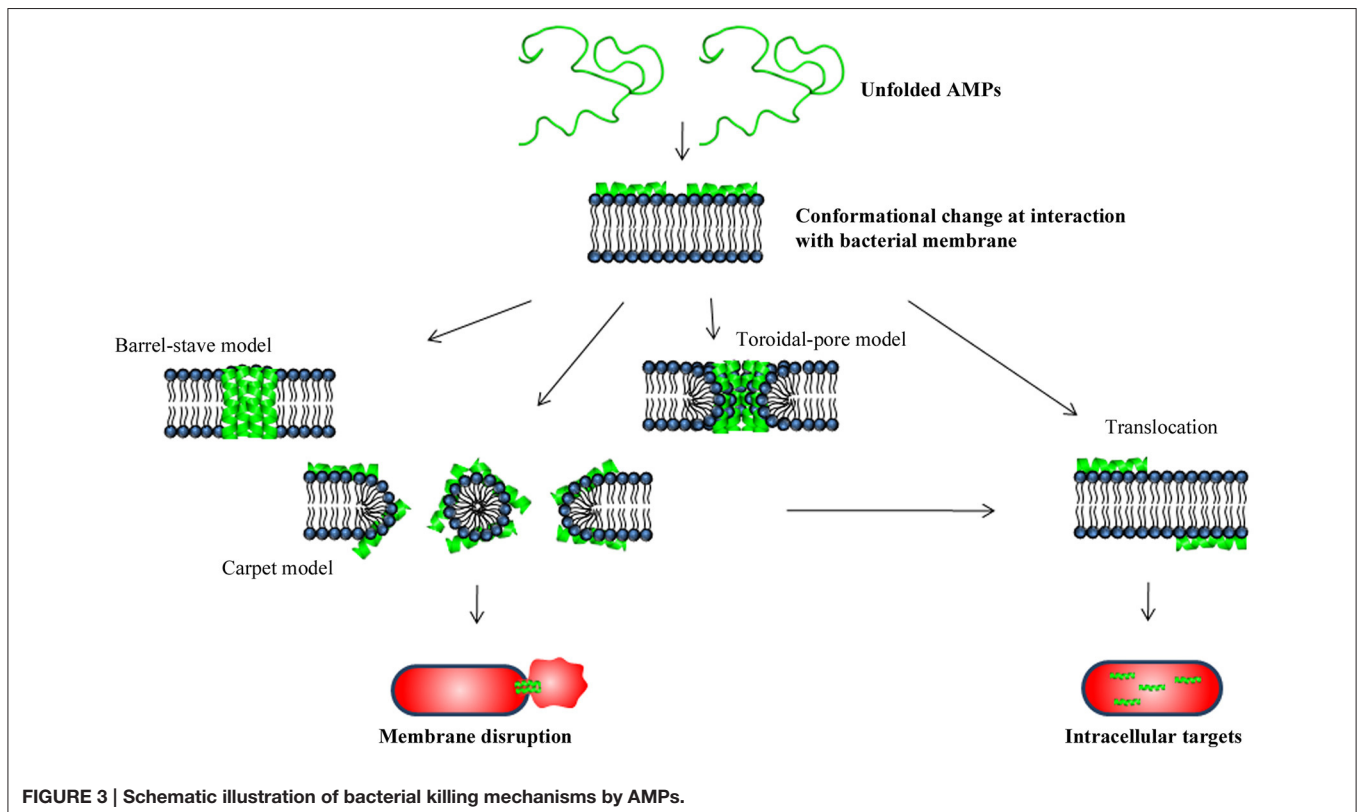 Unfolded AMPs
Conformational change at interaction
with bacterial membrane
Barrel-stave model
Toroidal-pore model
Translocation
Carpet model
Membrane disruption
Intracellular targets
FIGURE 3 | Schematic illustration of bacterial killing mechanisms by AMPs.